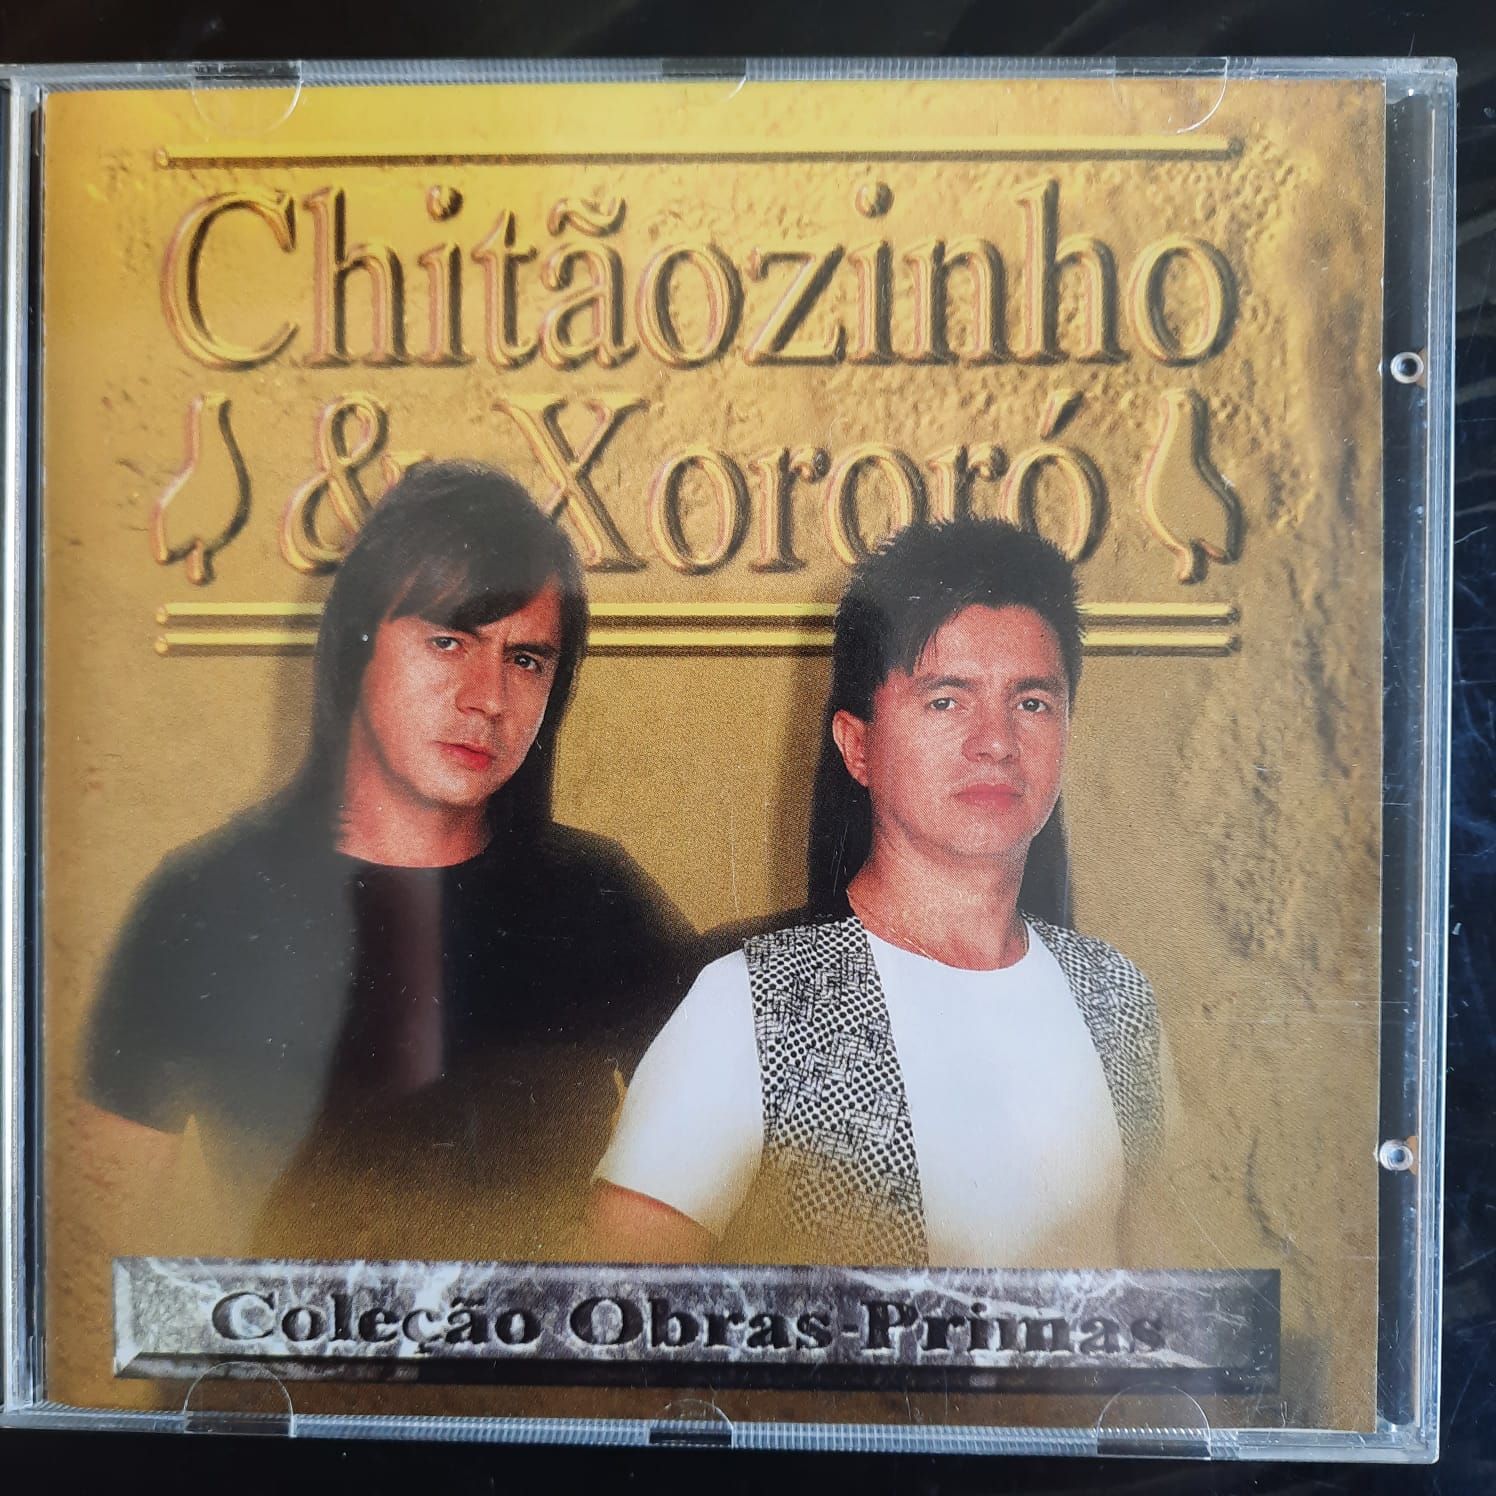 Chitãozinho
& Xororó
Coleção Obras-Primas